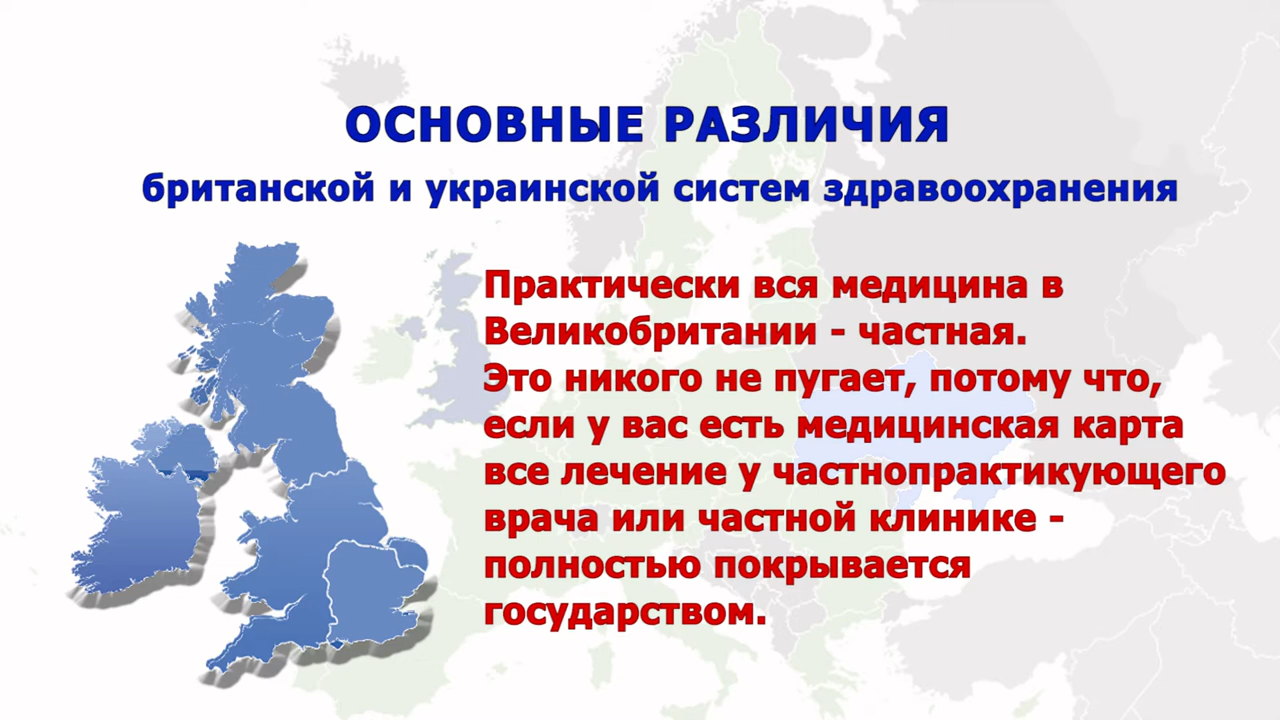 ОСНОВНЫЕ РАЗЛИЧИЯ
британской и украинской систем здравоохранения
Практически вся медицина в
Великобритании - частная.
Это никого не пугает, потому что,
если у вас есть медицинская карта
все лечение у частнопрактикующего
врача или частной клинике -
полностью покрывается
государством.